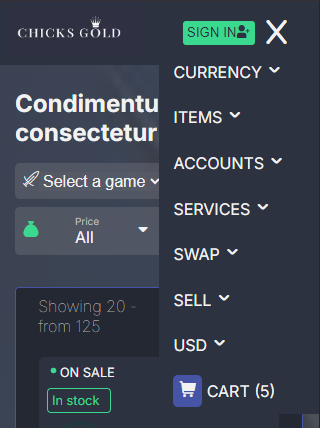 CHICKS GOLD
SIGN IN
X
CURRENCY
Condimentu
consectetur
ITEMS
ACCOUNTS
Select a game
SERVICES
Price
All
SWAP
SELL
Showing 20 -
from 125
USD
ON SALE
In stock
CART (5)